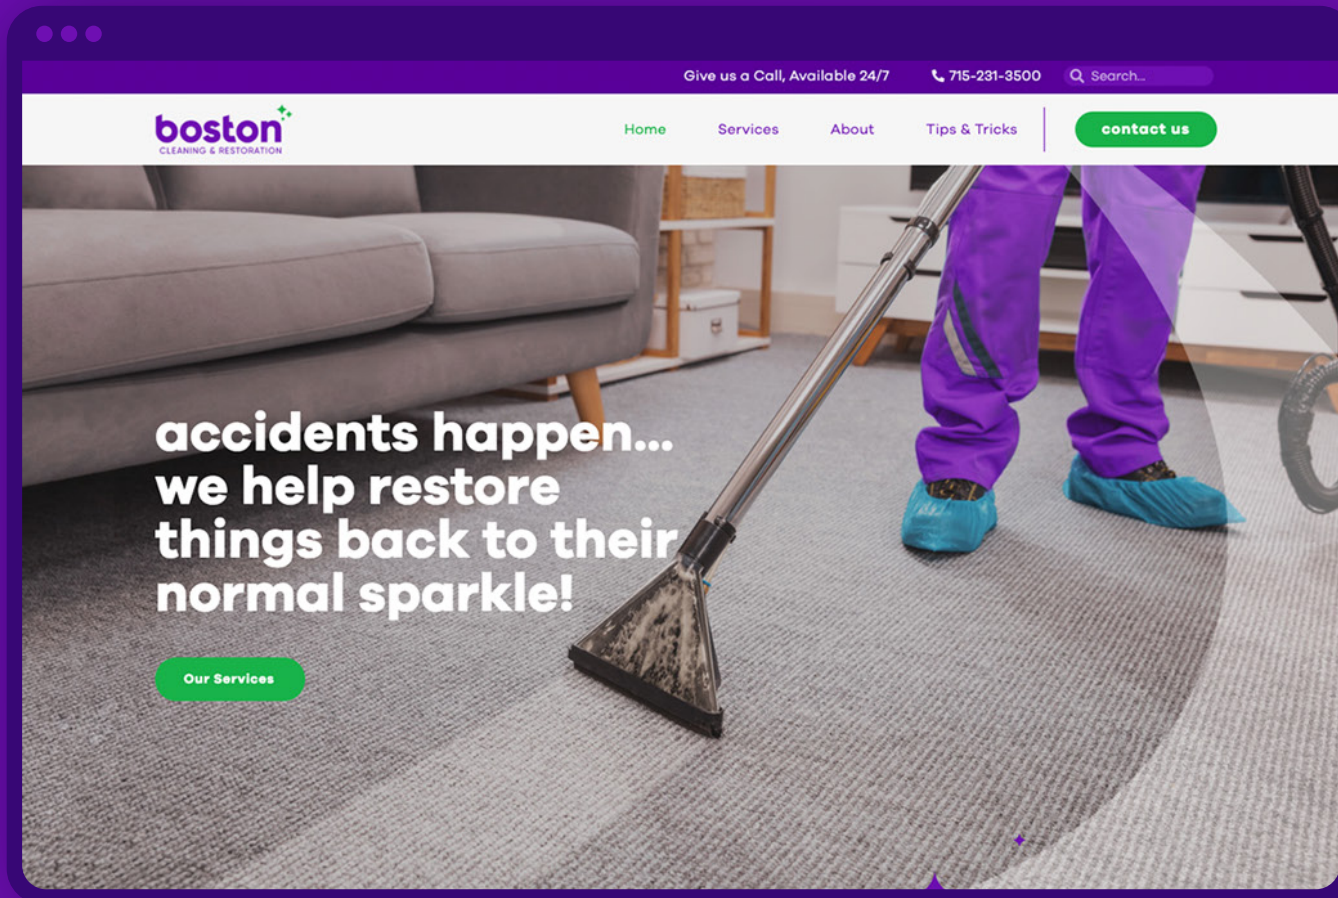 Give us a Call, Available 24/7
715-231-3500
Search...
boston
CLEANING & RESTORATION
Home
Services
About
Tips & Tricks
contact us
accidents happen...
we help restore
things back to their
normal sparkle!
Our Services